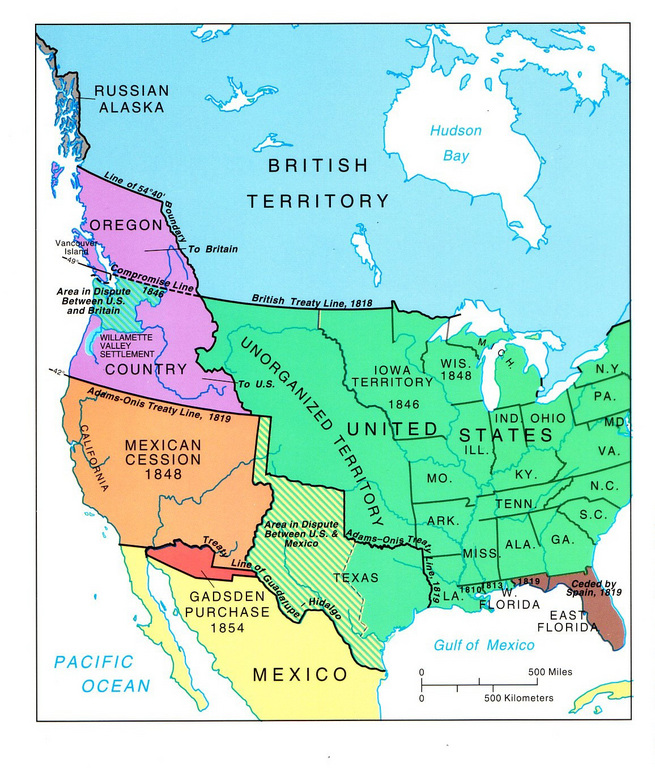 RUSSIAN
ALASKA
Hudson
Bay
BRITISH
TERRITORY
Line of 54°40'
Boundary
OREGON
To Britain
Vancouver
Island
49°
Compromise Line
1846
British Treaty Line, 1818
Area in Dispute
Between U.S.
and Britain
WILLAMETTE
VALLEY
SETTLEMENT
COUNTRY
To U.S.
42°
Adams-Onis Treaty Line, 1819
UNORGANIZED TERRITORY
IOWA
TERRITORY
1846
WIS.
1848
MICH.
N.Y.
PA.
MD.
VA.
N.C.
S.C.
IND.
OHIO
ILL.
KY.
UNITED STATES
MO.
TENN.
ARK.
MISS.
ALA.
GA.
LA.
CALIFORNIA
MEXICAN
CESSION
1848
Area in Dispute
Between U.S. &
Mexico
Adams-Onis Treaty Line, 1819
TEXAS
Treaty Line of Guadalupe Hidalgo
GADSDEN
PURCHASE
1854
1810
1813
1819
W.
FLORIDA
Ceded by
Spain, 1819
EAST
FLORIDA
Gulf of Mexico
PACIFIC
OCEAN
MEXICO
0 500 Miles
0 500 Kilometers